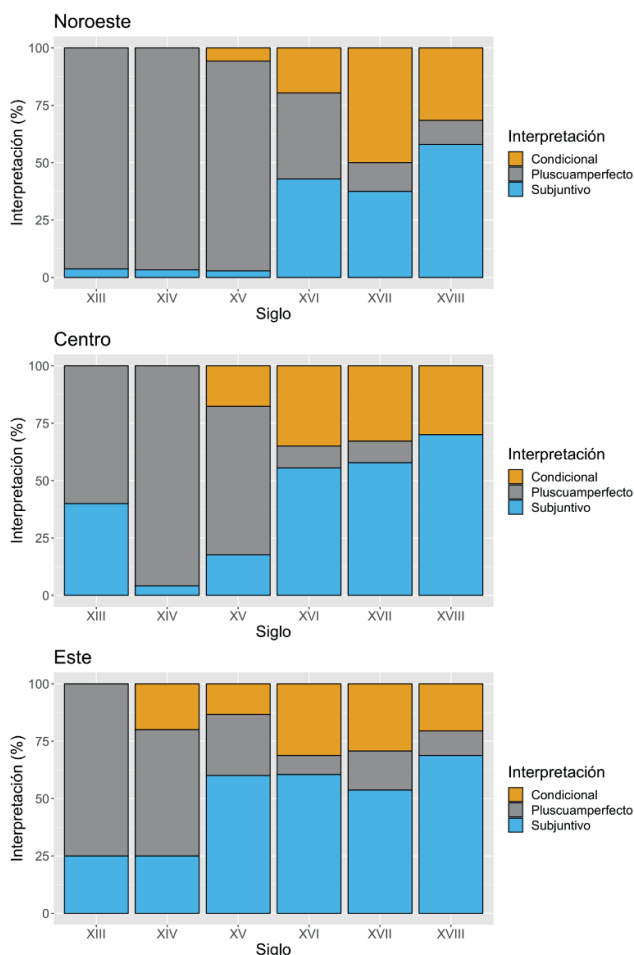 Noroeste
100
75
50
25
0
Interpretación (%)
XIII XIV XV XVI XVII XVIII
Siglo
Interpretación
Condicional
Pluscuamperfecto
Subjuntivo
Centro
100
75
50
25
0
Interpretación (%)
XIII XIV XV XVI XVII XVIII
Siglo
Interpretación
Condicional
Pluscuamperfecto
Subjuntivo
Este
100
75
50
25
0
Interpretación (%)
XIII XIV XV XVI XVII XVIII
Siglo
Interpretación
Condicional
Pluscuamperfecto
Subjuntivo